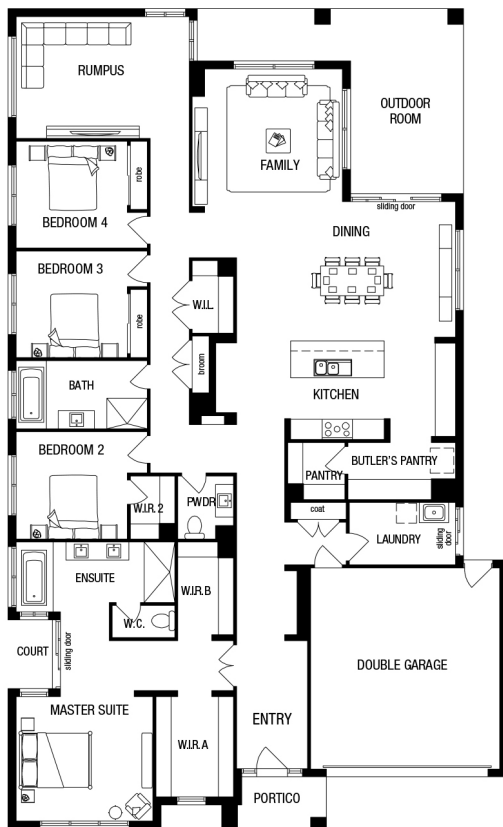 RUMPUS
OUTDOOR
ROOM
FAMILY
robe
BEDROOM 4
sliding door
DINING
BEDROOM 3
W.I.L.
robe
broom
BATH
KITCHEN
BEDROOM 2
BUTLER'S PANTRY
PANTRY
W.I.R. 2
PWDR
coat
LAUNDRY
sliding
door
ENSUITE
W.I.R. B
W.C.
COURT
sliding door
DOUBLE GARAGE
MASTER SUITE
ENTRY
W.I.R. A
PORTICO